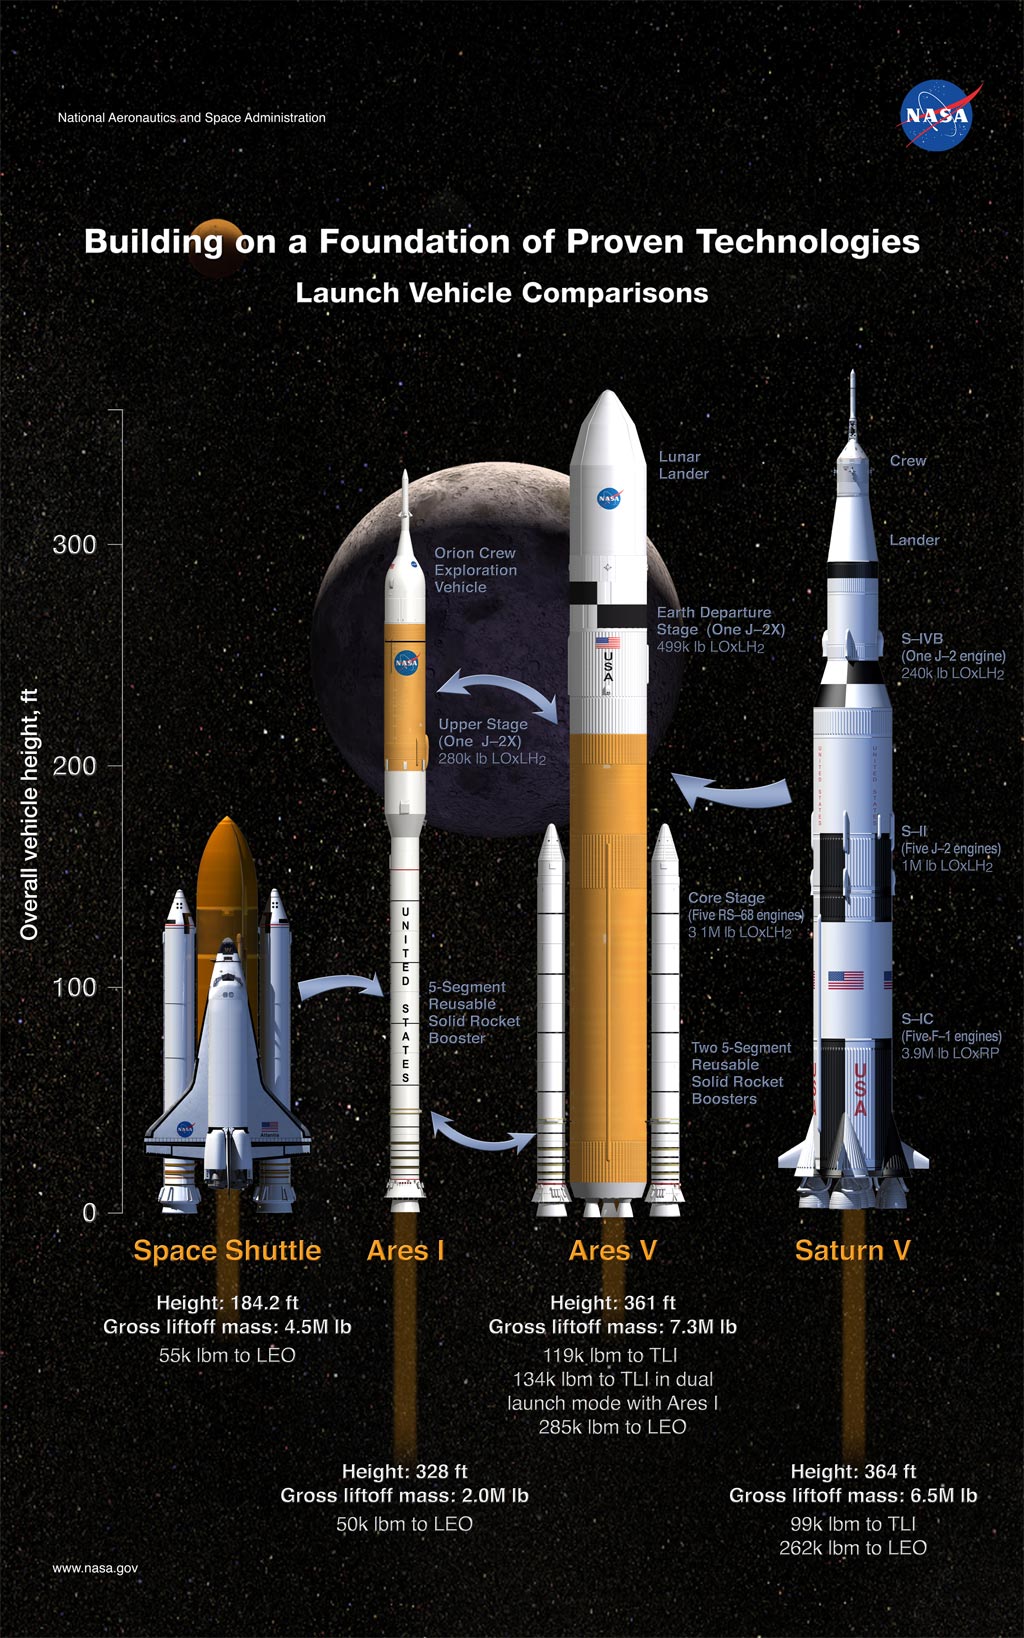 National Aeronautics and Space Administration
NASA
Building on a Foundation of Proven Technologies
Launch Vehicle Comparisons
Overall vehicle height, ft
300
200
100
0
Orion Crew
Exploration
Vehicle
NASA
Upper Stage
(One J–2X)
280k lb LOxLH2
5-Segment
Reusable
Solid Rocket
Booster
UNITED STATES
Lunar
Lander
NASA
Earth Departure
Stage (One J–2X)
499k lb LOxLH2
USA
Core Stage
(Five RS–68 engines)
3 1M lb LOxLH2
Two 5-Segment
Reusable
Solid Rocket
Boosters
Crew
Lander
S–IVB
(One J–2 engine)
240k lb LOxLH2
UNITED STATES
UNITED STATES
S–II
(Five J–2 engines)
1M lb LOxLH2
S–IC
(Five F–1 engines)
3.9M lb LOxRP
USA
USA
NASA
Atlantis
Space Shuttle
Height: 184.2 ft
Gross liftoff mass: 4.5M lb
55k lbm to LEO
Ares I
Height: 328 ft
Gross liftoff mass: 2.0M lb
50k lbm to LEO
Ares V
Height: 361 ft
Gross liftoff mass: 7.3M lb
119k lbm to TLI
134k lbm to TLI in dual
launch mode with Ares I
285k lbm to LEO
Saturn V
Height: 364 ft
Gross liftoff mass: 6.5M lb
99k lbm to TLI
262k lbm to LEO
www.nasa.gov